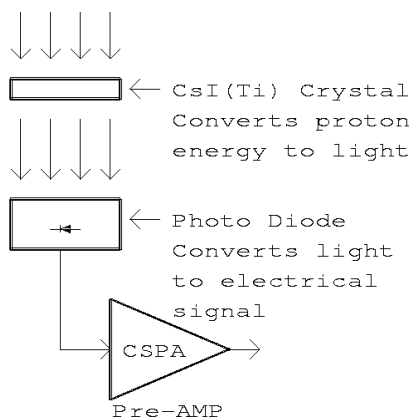 CsI(Ti) Crystal
Converts proton
energy to light
Photo Diode
Converts light
to electrical
signal
CSPA
Pre-AMP